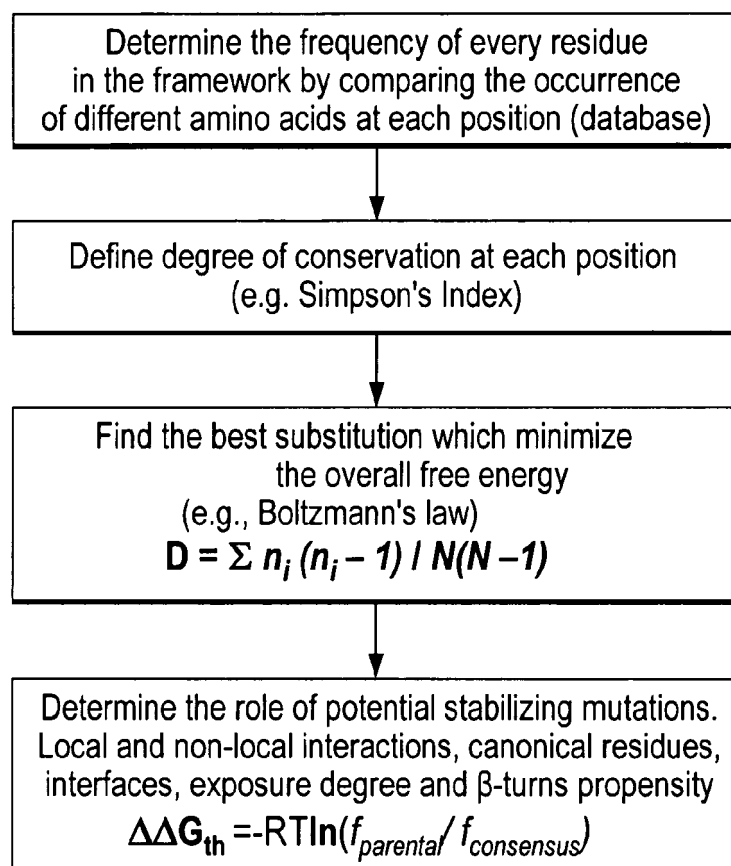 Determine the frequency of every residue
in the framework by comparing the occurrence
of different amino acids at each position (database)
Define degree of conservation at each position
(e.g. Simpson's Index)
Find the best substitution which minimize
the overall free energy
(e.g., Boltzmann's law)
D = Σ nᵢ (nᵢ – 1) / N(N –1)
Determine the role of potential stabilizing mutations.
Local and non-local interactions, canonical residues,
interfaces, exposure degree and β-turns propensity
ΔΔG_th =-RTln(f_parental/f_consensus)